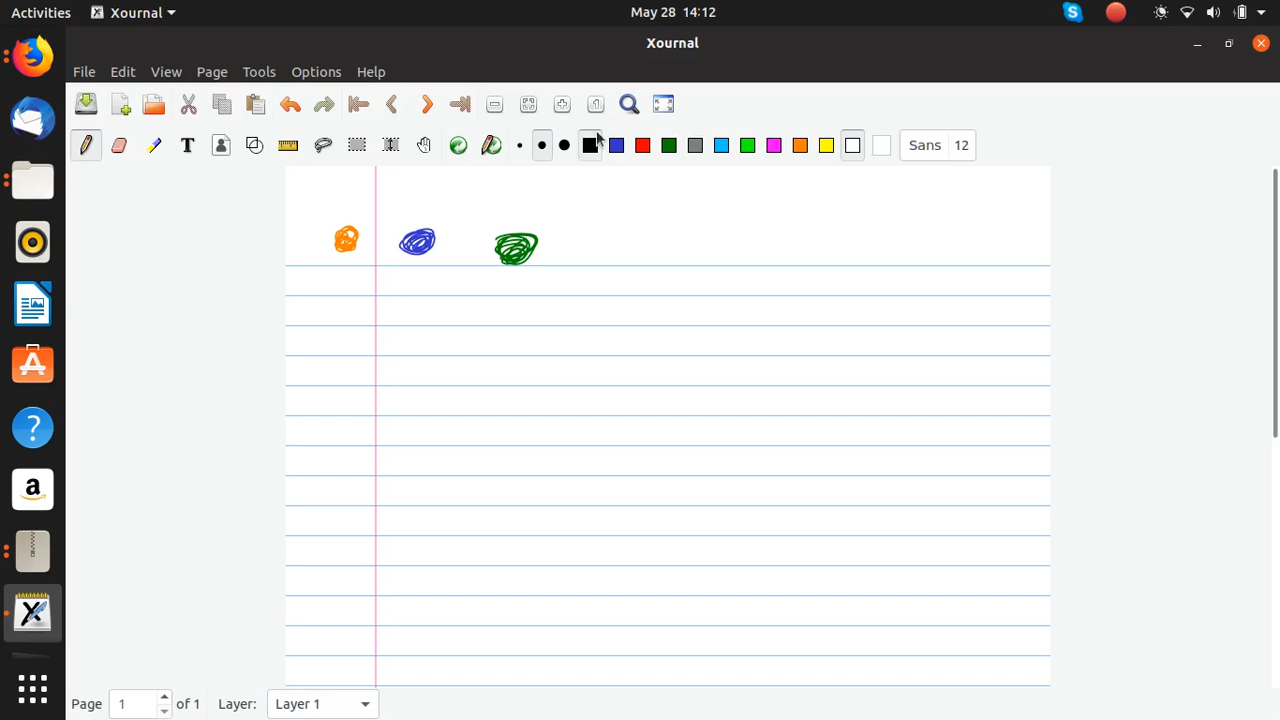 Activities Xournal May 28 14:12
Xournal
File Edit View Page Tools Options Help
T Sans 12
Page 1 of 1 Layer: Layer 1